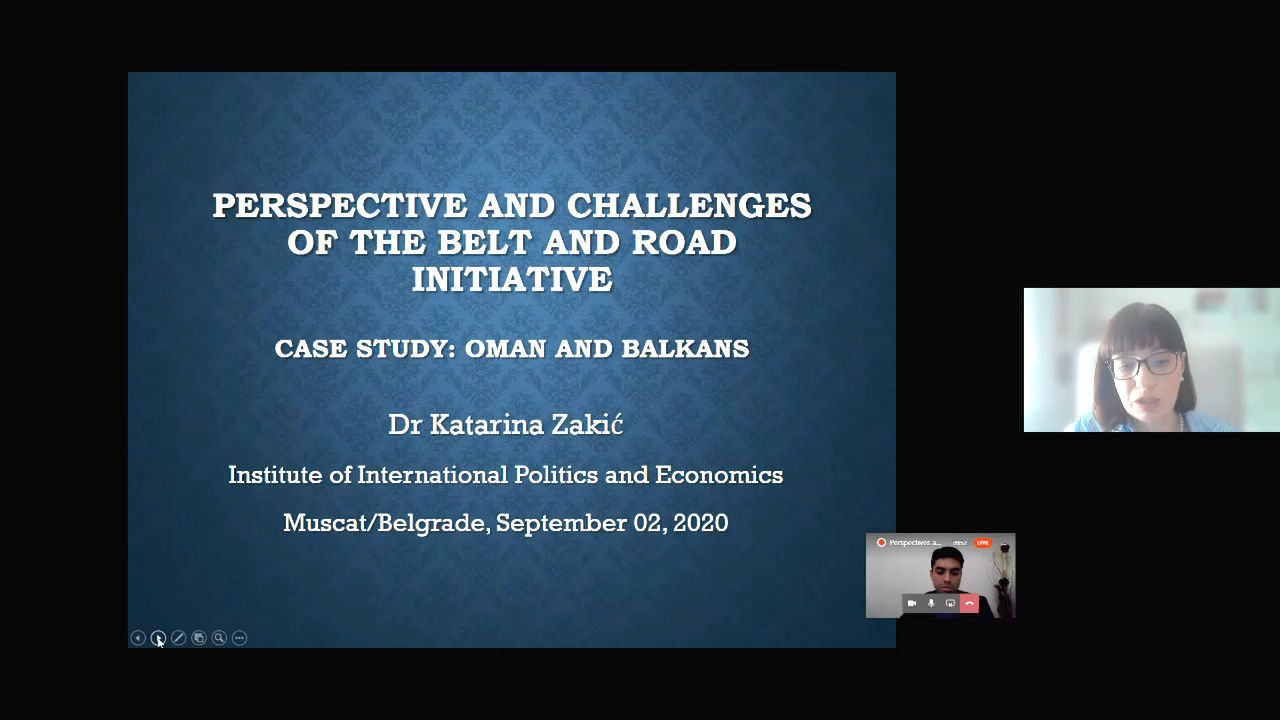 PERSPECTIVE AND CHALLENGES
OF THE BELT AND ROAD
INITIATIVE
CASE STUDY: OMAN AND BALKANS
Dr Katarina Zakić
Institute of International Politics and Economics
Muscat/Belgrade, September 02, 2020
Perspectives a... LIVE